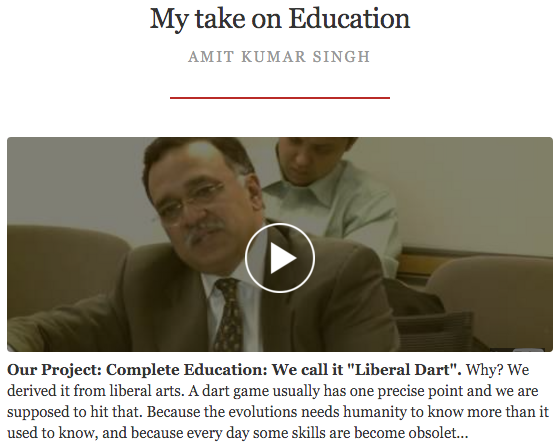 My take on Education
AMIT KUMAR SINGH
Our Project: Complete Education: We call it "Liberal Dart". Why? We
derived it from liberal arts. A dart game usually has one precise point and we are
supposed to hit that. Because the evolutions needs humanity to know more than it
used to know, and because every day some skills are become obsolet...